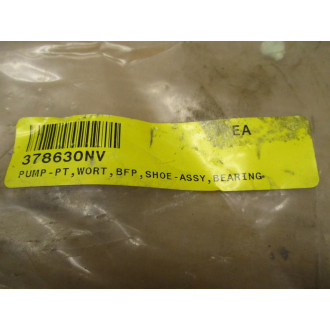 EA
378630NV
PUMP-PT,WORT,BFP,SHOE-ASSY,BEARING